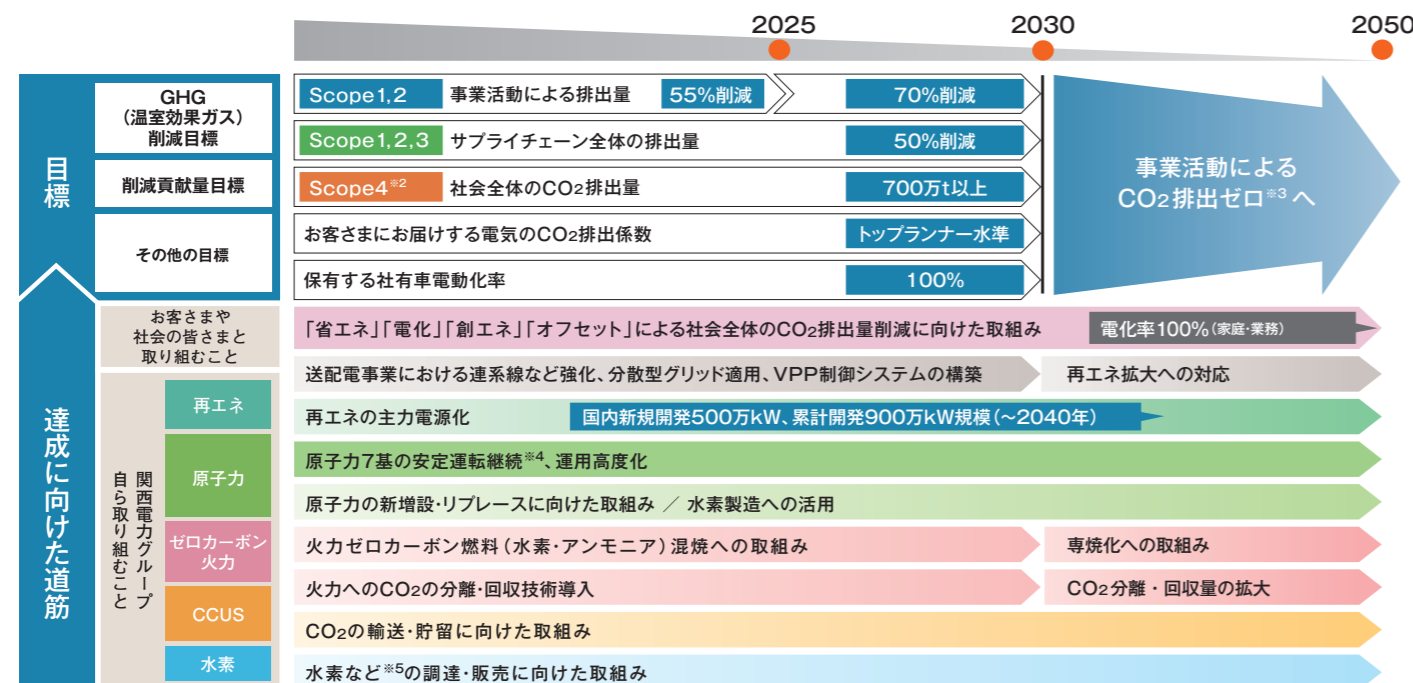 2025
2030
2050
目標
GHG
（温室効果ガス）
削減目標
Scope1,2
事業活動による排出量
55%削減
70%削減
Scope1,2,3
サプライチェーン全体の排出量
50%削減
削減貢献量目標
Scope4※2
社会全体のCO2排出量
700万t以上
その他の目標
お客さまにお届けする電気のCO2排出係数
トップランナー水準
保有する社有車電動化率
100%
事業活動による
CO2排出ゼロ※3へ
達成に向けた道筋
お客さまや
社会の皆さまと
取り組むこと
「省エネ」「電化」「創エネ」「オフセット」による社会全体のCO2排出量削減に向けた取組み
電化率100%（家庭・業務）
関西電力グループ
自ら取り組むこと
送配電事業における連系線など強化、分散型グリッド適用、VPP制御システムの構築
再エネ拡大への対応
再エネ
再エネの主力電源化
国内新規開発500万kW、累計開発900万kW規模（～2040年）
原子力
原子力7基の安定運転継続※4、運用高度化
原子力の新増設・リプレースに向けた取組み ／ 水素製造への活用
ゼロカーボン
火力
火力ゼロカーボン燃料（水素・アンモニア）混焼への取組み
専焼化への取組み
火力へのCO2の分離・回収技術導入
CO2分離・回収量の拡大
CCUS
CO2の輸送・貯留に向けた取組み
水素
水素など※5の調達・販売に向けた取組み